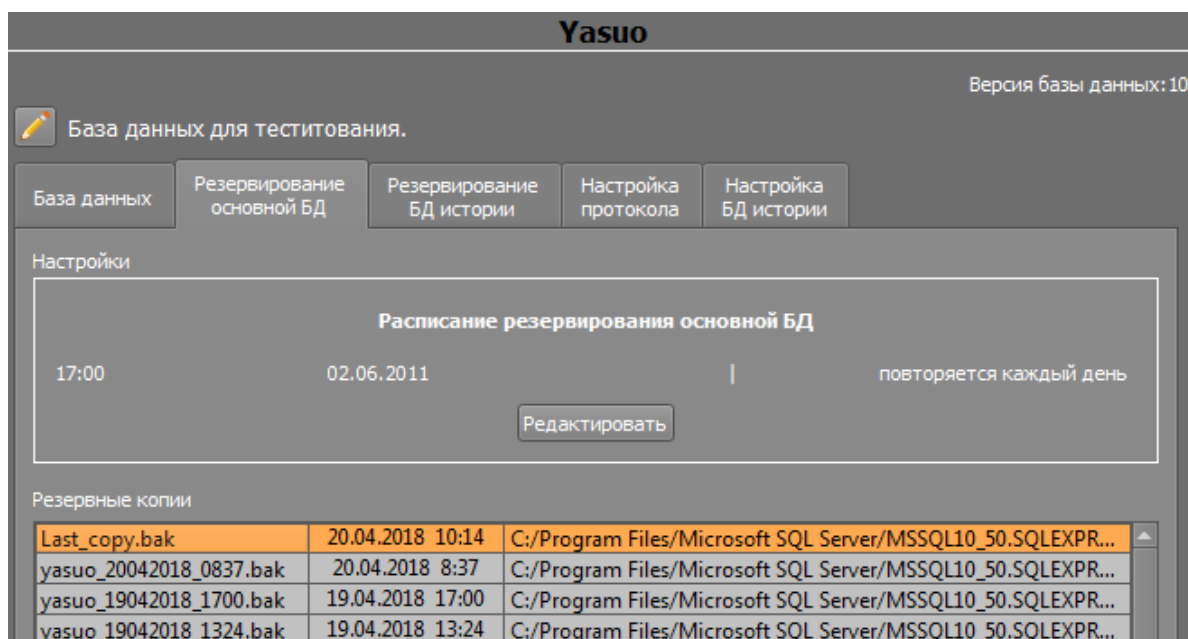 Yasuo
Версия базы данных:10
База данных для теститования.
База данных
Резервирование
основной БД
Резервирование
БД истории
Настройка
протокола
Настройка
БД истории
Настройки
Расписание резервирования основной БД
17:00 02.06.2011 | повторяется каждый день
Редактировать
Резервные копии
Last_copy.bak 20.04.2018 10:14 C:/Program Files/Microsoft SQL Server/MSSQL10_50.SQLEXPR...
yasuo_20042018_0837.bak 20.04.2018 8:37 C:/Program Files/Microsoft SQL Server/MSSQL10_50.SQLEXPR...
yasuo_19042018_1700.bak 19.04.2018 17:00 C:/Program Files/Microsoft SQL Server/MSSQL10_50.SQLEXPR...
yasuo_19042018_1324.bak 19.04.2018 13:24 C:/Program Files/Microsoft SQL Server/MSSQL10_50.SQLEXPR...